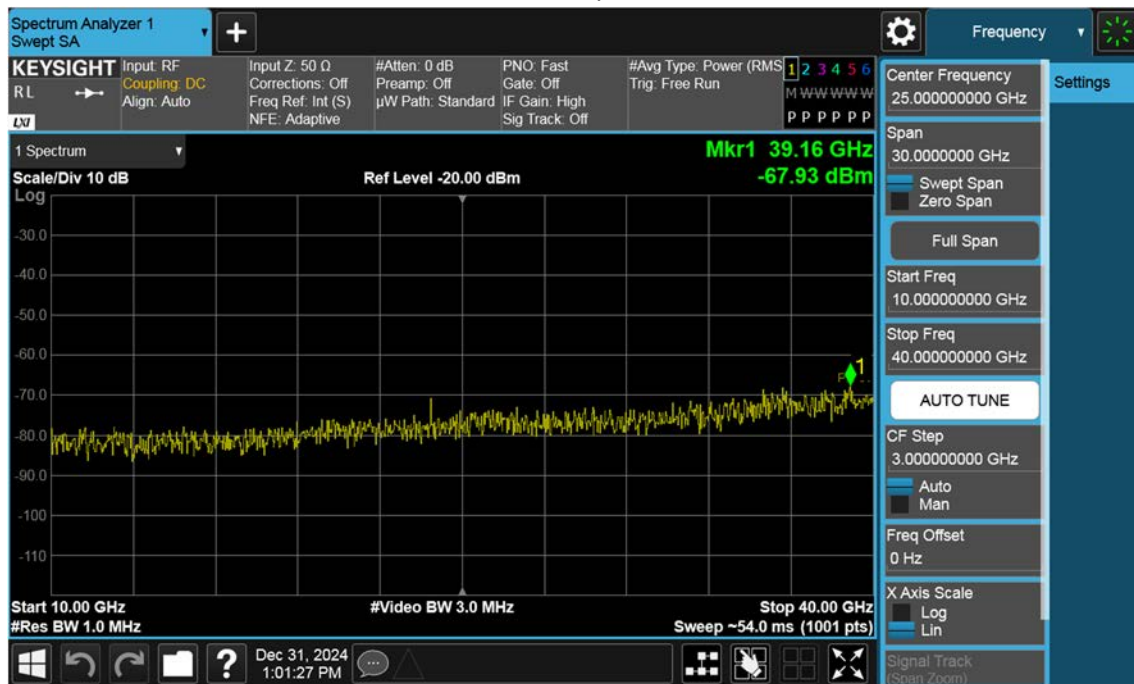 Spectrum Analyzer 1
Swept SA
+
Frequency
KEYSIGHT
RL
LXI
Input: RF
Coupling: DC
Align: Auto
Input Z: 50 Ω
Corrections: Off
Freq Ref: Int (S)
NFE: Adaptive
#Atten: 0 dB
Preamp: Off
µW Path: Standard
PNO: Fast
Gate: Off
IF Gain: High
Sig Track: Off
#Avg Type: Power (RMS
Trig: Free Run
1 2 3 4 5 6
M W W W W W
P P P P P P
1 Spectrum
Scale/Div 10 dB
Ref Level -20.00 dBm
Mkr1 39.16 GHz
-67.93 dBm
Log
-30.0
-40.0
-50.0
-60.0
-70.0
-80.0
-90.0
-100
-110
1
Start 10.00 GHz
#Res BW 1.0 MHz
#Video BW 3.0 MHz
Stop 40.00 GHz
Sweep ~54.0 ms (1001 pts)
Center Frequency
25.000000000 GHz
Span
30.0000000 GHz
Swept Span
Zero Span
Full Span
Start Freq
10.000000000 GHz
Stop Freq
40.000000000 GHz
AUTO TUNE
CF Step
3.000000000 GHz
Auto
Man
Freq Offset
0 Hz
X Axis Scale
Log
Lin
Signal Track
(Span Zoom)
Settings
?
Dec 31, 2024
1:01:27 PM